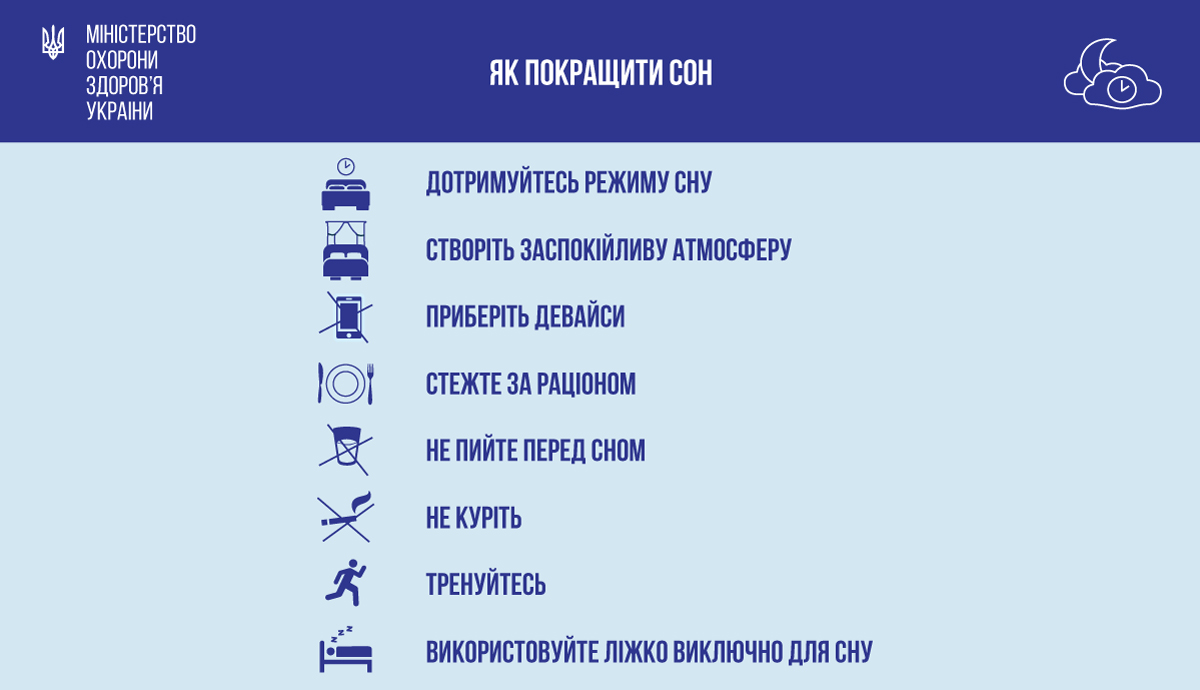 МІНІСТЕРСТВО
ОХОРОНИ
ЗДОРОВ'Я
УКРАЇНИ
ЯК ПОКРАЩИТИ СОН
ДОТРИМУЙТЕСЬ РЕЖИМУ СНУ
СТВОРІТЬ ЗАСПОКІЙЛИВУ АТМОСФЕРУ
ПРИБЕРІТЬ ДЕВАЙСИ
СТЕЖТЕ ЗА РАЦІОНОМ
НЕ ПИЙТЕ ПЕРЕД СНОМ
НЕ КУРІТЬ
ТРЕНУЙТЕСЬ
z z z
ВИКОРИСТОВУЙТЕ ЛІЖКО ВИКЛЮЧНО ДЛЯ СНУ